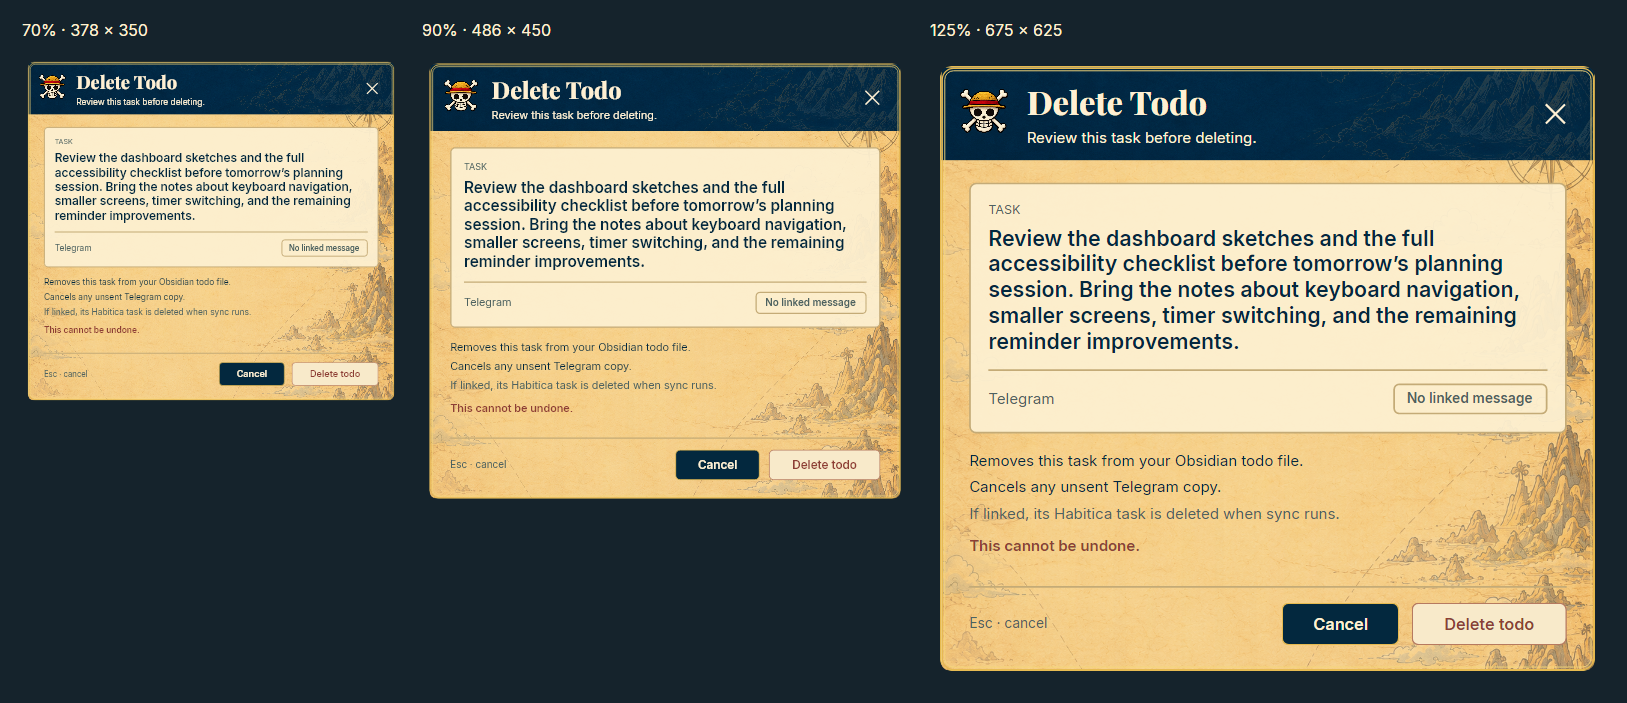 70% · 378 × 350
Delete Todo
Review this task before deleting.
TASK
Review the dashboard sketches and the full
accessibility checklist before tomorrow’s planning
session. Bring the notes about keyboard navigation,
smaller screens, timer switching, and the remaining
reminder improvements.
Telegram
No linked message
Removes this task from your Obsidian todo file.
Cancels any unsent Telegram copy.
If linked, its Habitica task is deleted when sync runs.
This cannot be undone.
Esc · cancel
Cancel
Delete todo
90% · 486 × 450
Delete Todo
Review this task before deleting.
TASK
Review the dashboard sketches and the full
accessibility checklist before tomorrow’s planning
session. Bring the notes about keyboard navigation,
smaller screens, timer switching, and the remaining
reminder improvements.
Telegram
No linked message
Removes this task from your Obsidian todo file.
Cancels any unsent Telegram copy.
If linked, its Habitica task is deleted when sync runs.
This cannot be undone.
Esc · cancel
Cancel
Delete todo
125% · 675 × 625
Delete Todo
Review this task before deleting.
TASK
Review the dashboard sketches and the full
accessibility checklist before tomorrow’s planning
session. Bring the notes about keyboard navigation,
smaller screens, timer switching, and the remaining
reminder improvements.
Telegram
No linked message
Removes this task from your Obsidian todo file.
Cancels any unsent Telegram copy.
If linked, its Habitica task is deleted when sync runs.
This cannot be undone.
Esc · cancel
Cancel
Delete todo